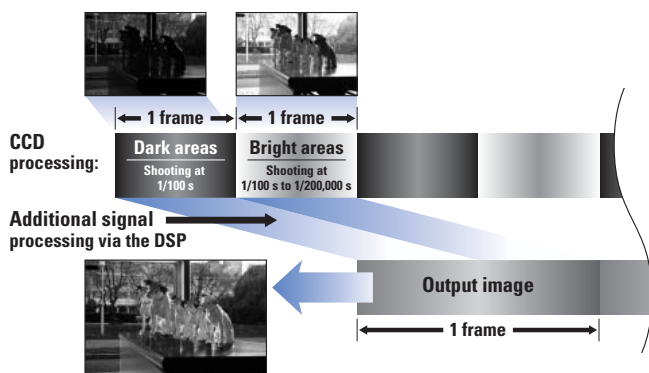 1 frame
1 frame
CCD
processing:
Dark areas
Shooting at
1/100 s
Bright areas
Shooting at
1/100 s to 1/200,000 s
Additional signal
processing via the DSP
Output image
1 frame